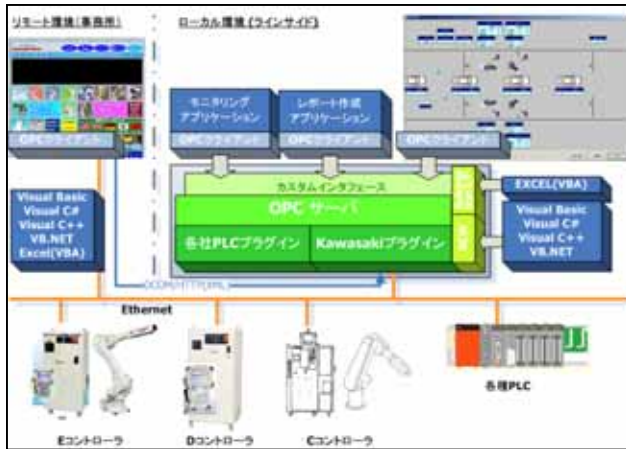 リモート環境(事務所)
ローカル環境(ラインサイド)
モニタリング
アプリケーション
OPCクライアント
レポート作成
アプリケーション
OPCクライアント
OPCクライアント
OPCクライアント
カスタムインタフェース
OPC サーバ
各社PLCプラグイン
Kawasakiプラグイン
Visual Basic
Visual C#
Visual C++
VB.NET
Excel(VBA)
EXCEL(VBA)
Visual Basic
Visual C#
Visual C++
VB.NET
DCOM/HTTP(XML)
Ethernet
Eコントローラ
Dコントローラ
Cコントローラ
各種PLC